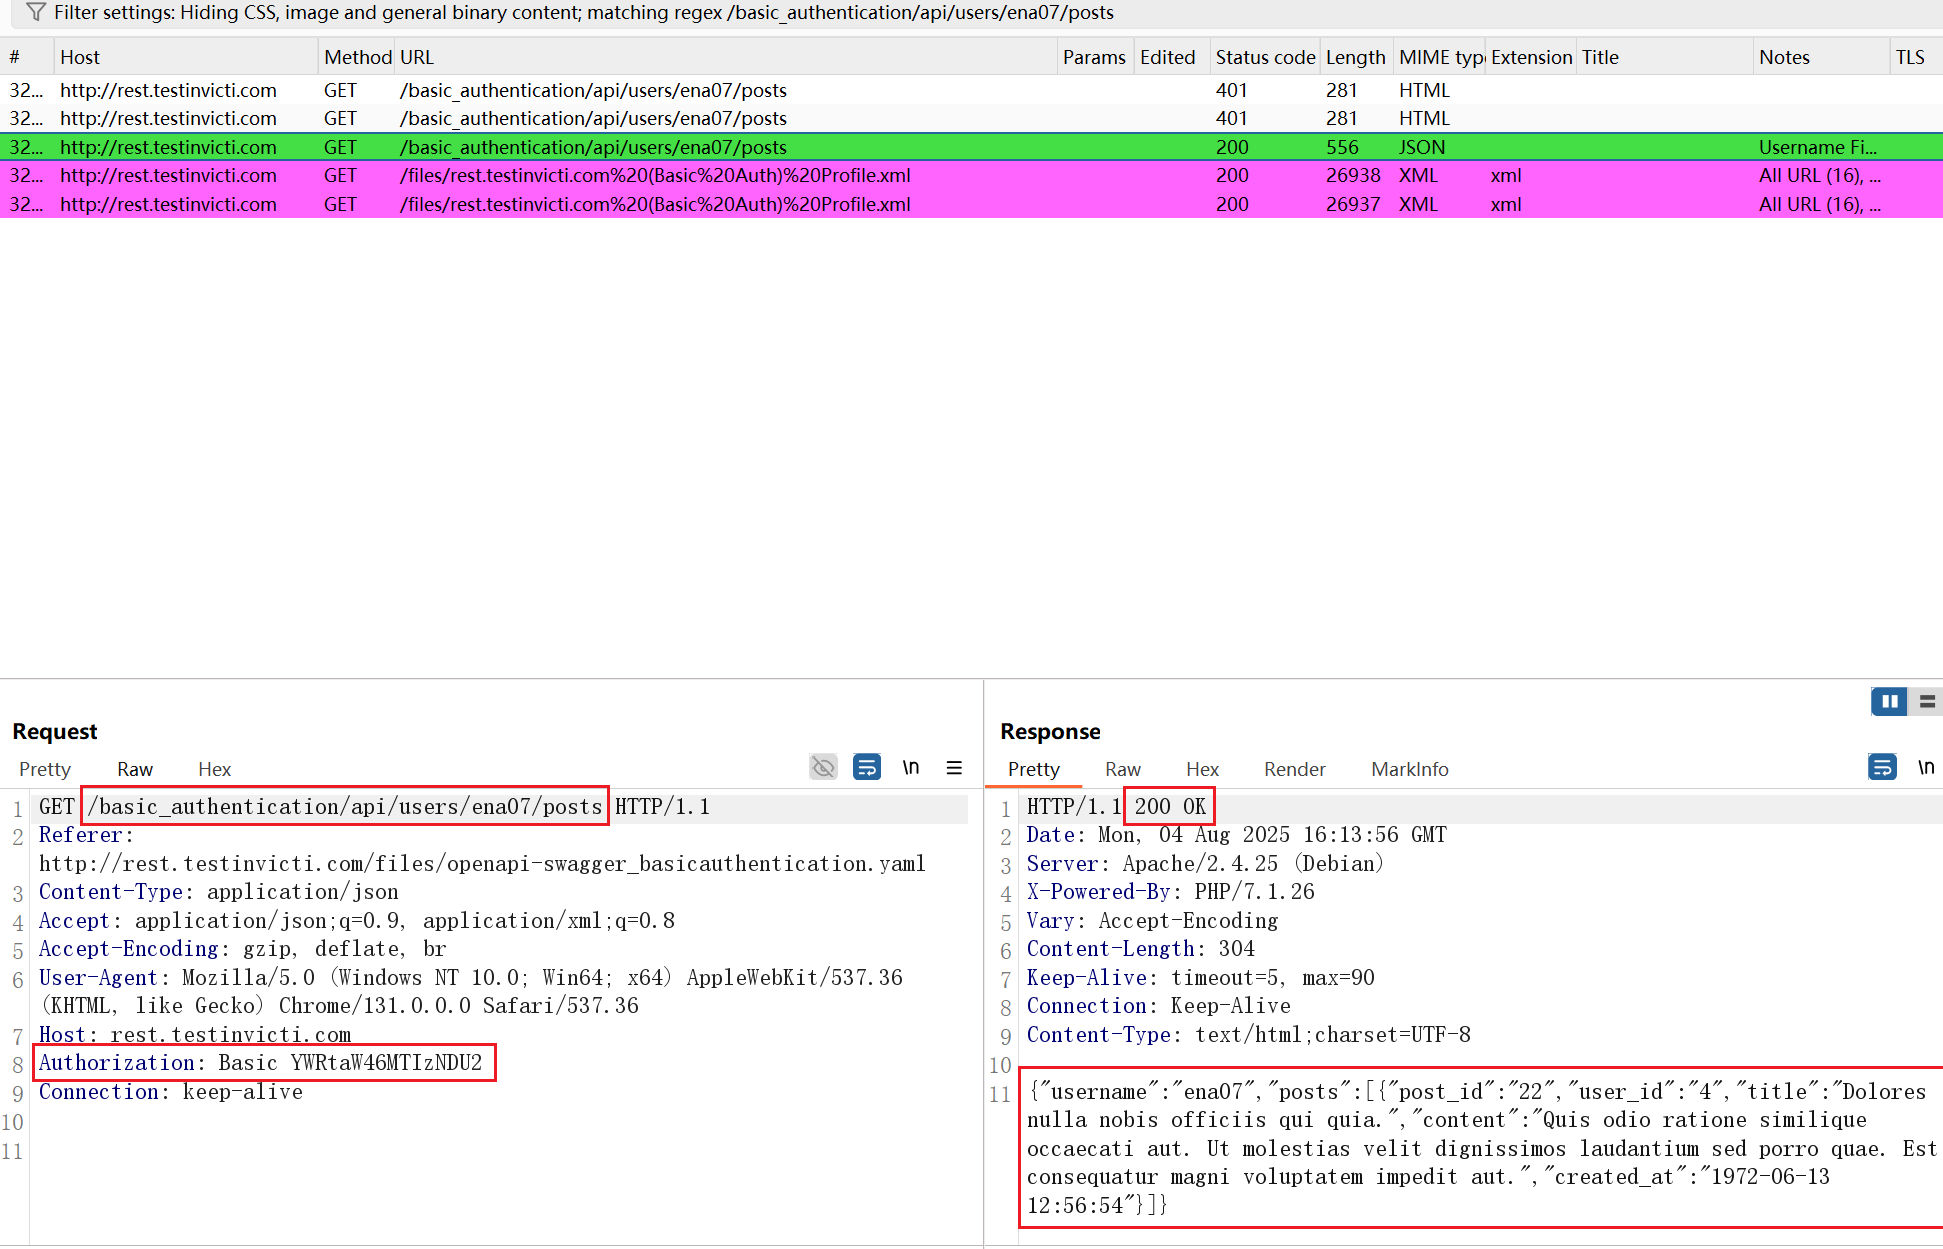 Filter settings: Hiding CSS, image and general binary content; matching regex /basic_authentication/api/users/ena07/posts
# Host Method URL Params Edited Status code Length MIME typ Extension Title Notes TLS
32... http://rest.testinvicti.com GET /basic_authentication/api/users/ena07/posts 401 281 HTML
32... http://rest.testinvicti.com GET /basic_authentication/api/users/ena07/posts 401 281 HTML
32... http://rest.testinvicti.com GET /basic_authentication/api/users/ena07/posts 200 556 JSON Username Fi...
32... http://rest.testinvicti.com GET /files/rest.testinvicti.com%20(Basic%20Auth)%20Profile.xml 200 26938 XML xml All URL (16), ...
32... http://rest.testinvicti.com GET /files/rest.testinvicti.com%20(Basic%20Auth)%20Profile.xml 200 26937 XML xml All URL (16), ...
Request
Pretty Raw Hex \n
1 GET /basic_authentication/api/users/ena07/posts HTTP/1.1
2 Referer:
http://rest.testinvicti.com/files/openapi-swagger_basicauthentication.yaml
3 Content-Type: application/json
4 Accept: application/json;q=0.9, application/xml;q=0.8
5 Accept-Encoding: gzip, deflate, br
6 User-Agent: Mozilla/5.0 (Windows NT 10.0; Win64; x64) AppleWebKit/537.36
(KHTML, like Gecko) Chrome/131.0.0.0 Safari/537.36
7 Host: rest.testinvicti.com
8 Authorization: Basic YWRtaW46MTIzNDU2
9 Connection: keep-alive
10
11
Response
Pretty Raw Hex Render MarkInfo \n
1 HTTP/1.1 200 OK
2 Date: Mon, 04 Aug 2025 16:13:56 GMT
3 Server: Apache/2.4.25 (Debian)
4 X-Powered-By: PHP/7.1.26
5 Vary: Accept-Encoding
6 Content-Length: 304
7 Keep-Alive: timeout=5, max=90
8 Connection: Keep-Alive
9 Content-Type: text/html;charset=UTF-8
10
11 {"username":"ena07","posts":[{"post_id":"22","user_id":"4","title":"Dolores
nulla nobis officiis qui quia.","content":"Quis odio ratione similique
occaecati aut. Ut molestias velit dignissimos laudantium sed porro quae. Est
consequatur magni voluptatem impedit aut.","created_at":"1972-06-13
12:56:54"}]}